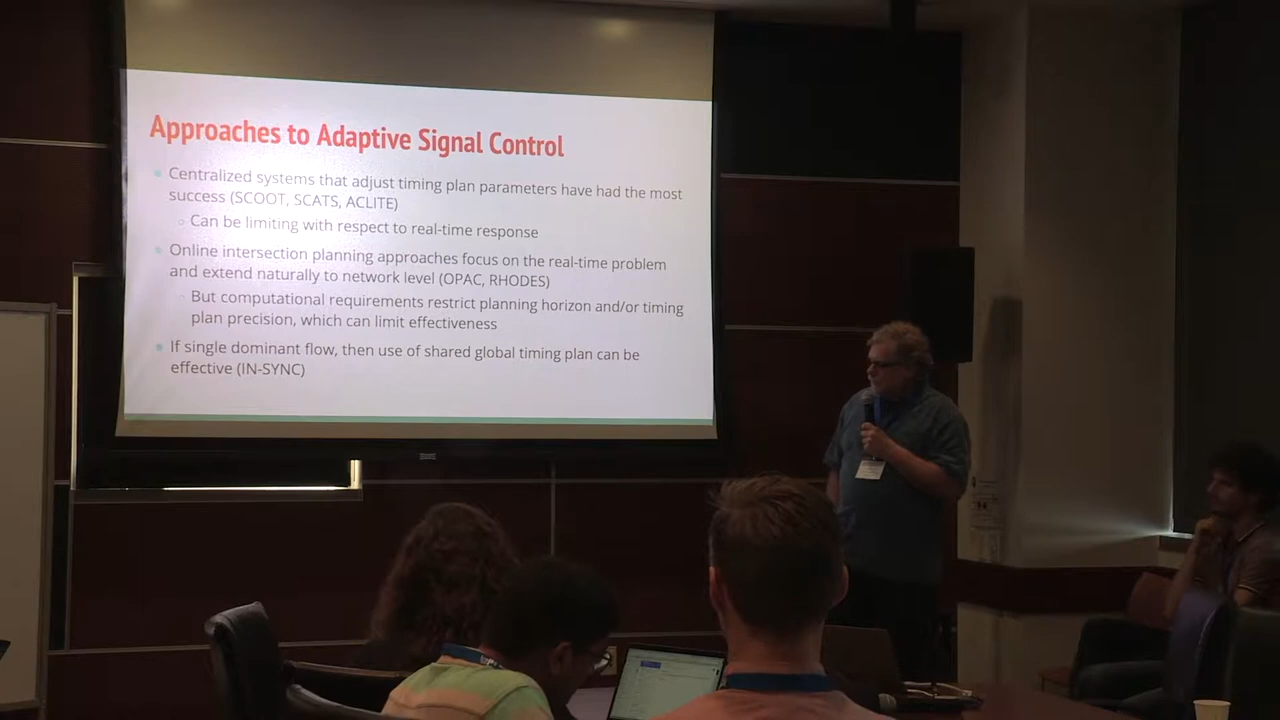 Approaches to Adaptive Signal Control
Centralized systems that adjust timing plan parameters have had the most
success (SCOOT, SCATS, ACLITE)
Can be limiting with respect to real-time response
Online intersection planning approaches focus on the real-time problem
and extend naturally to network level (OPAC, RHODES)
But computational requirements restrict planning horizon and/or timing
plan precision, which can limit effectiveness
If single dominant flow, then use of shared global timing plan can be
effective (IN-SYNC)